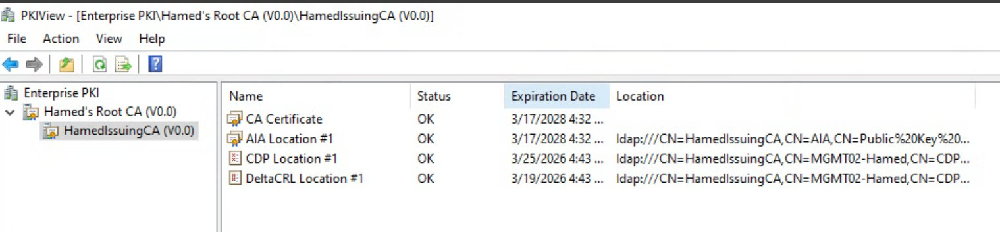 PKIView - [Enterprise PKI\Hamed's Root CA (V0.0)\HamedIssuingCA (V0.0)]
File Action View Help
Enterprise PKI
Hamed's Root CA (V0.0)
HamedIssuingCA (V0.0)
Name Status Expiration Date Location
CA Certificate OK 3/17/2028 4:32 ...
AIA Location #1 OK 3/17/2028 4:32 ... ldap:///CN=HamedIssuingCA,CN=AIA,CN=Public%20Key%20...
CDP Location #1 OK 3/25/2026 4:43 ... ldap:///CN=HamedIssuingCA,CN=MGMT02-Hamed,CN=CDP...
DeltaCRL Location #1 OK 3/19/2026 4:43 ... ldap:///CN=HamedIssuingCA,CN=MGMT02-Hamed,CN=CDP...